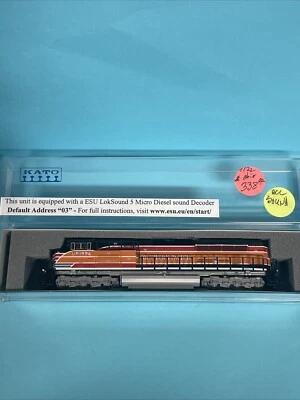 KATO
338
This unit is equipped with a ESU LokSound 5 Micro Diesel sound Decoder
Default Address “03” - For full instructions, visit www.esu.eu/en/start/